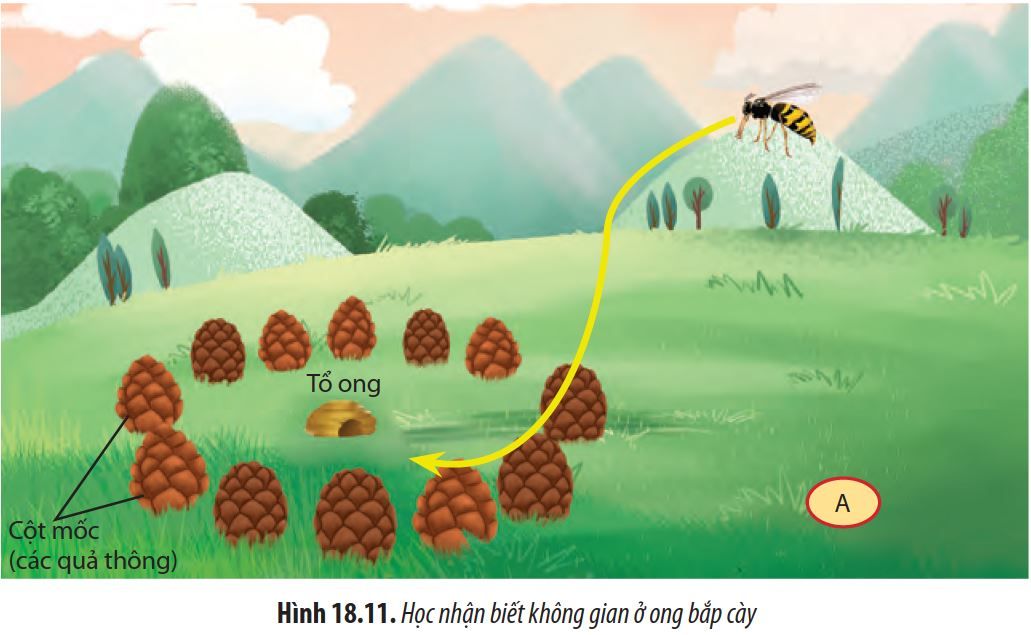 Tổ ong
A
Cột mốc
(các quả thông)
Hình 18.11. Học nhận biết không gian ở ong bắp cày